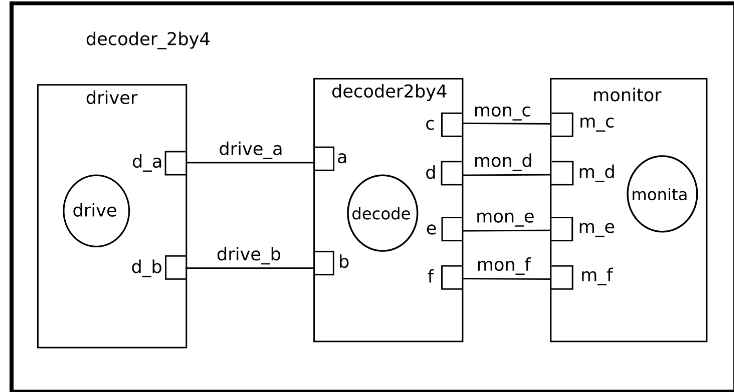 decoder_2by4
driver
decoder2by4
monitor
d_a
drive_a
a
drive
d_b
drive_b
b
decode
c
mon_c
m_c
d
mon_d
m_d
monita
e
mon_e
m_e
f
mon_f
m_f